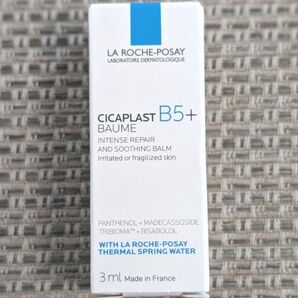 LA ROCHE-POSAY
LABORATOIRE DERMATOLOGIQUE
CICAPLAST B5+
BAUME
INTENSE REPAIR
AND SOOTHING BALM
Irritated or fragilized skin
PANTHENOL + MADECASSOSIDE
TRIBIOMA + BISABOLOL
WITH LA ROCHE-POSAY
THERMAL SPRING WATER
3 ml Made in France